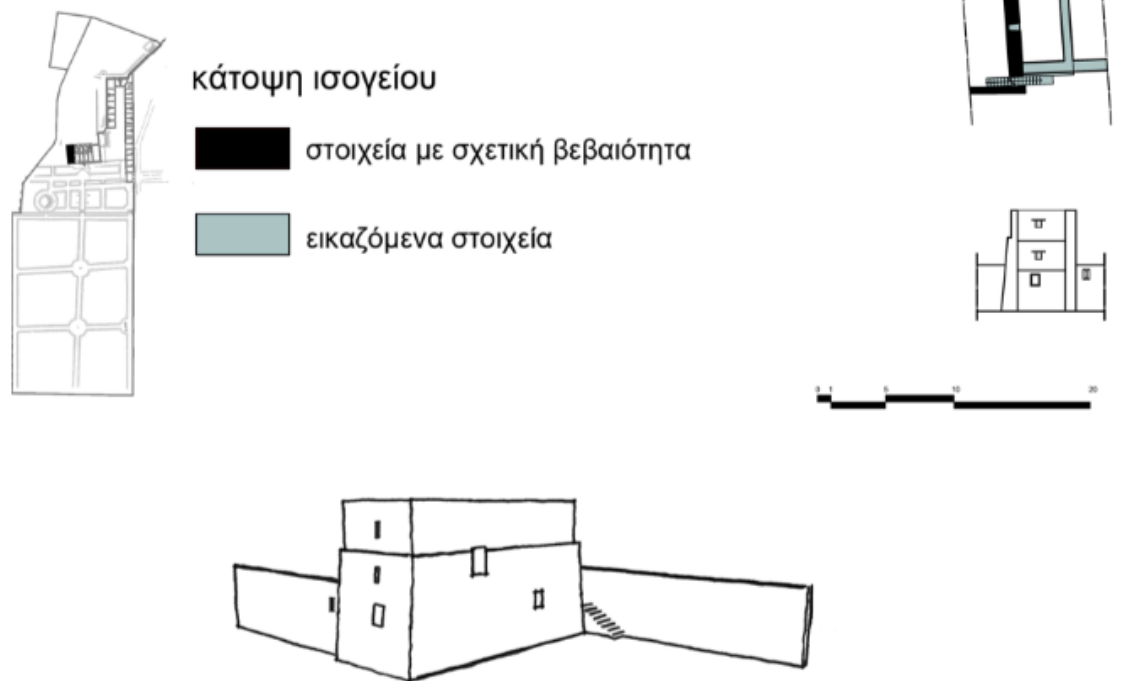 κάτοψη ισογείου
στοιχεία με σχετική βεβαιότητα
εικαζόμενα στοιχεία
0 1 5 10 20